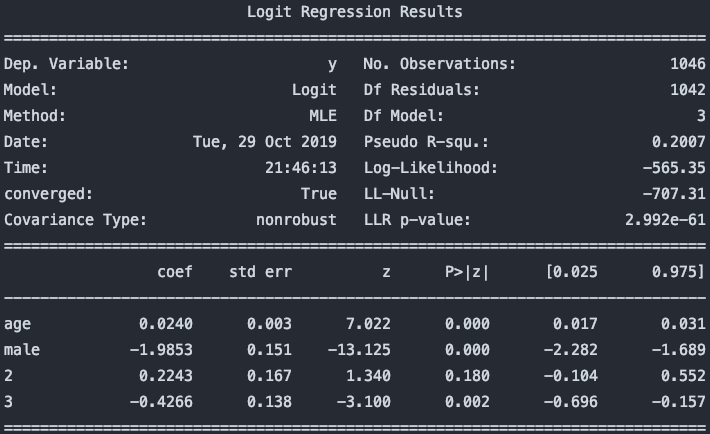 Logit Regression Results
==============================================================================
Dep. Variable: y No. Observations: 1046
Model: Logit Df Residuals: 1042
Method: MLE Df Model: 3
Date: Tue, 29 Oct 2019 Pseudo R-squ.: 0.2007
Time: 21:46:13 Log-Likelihood: -565.35
converged: True LL-Null: -707.31
Covariance Type: nonrobust LLR p-value: 2.992e-61
==============================================================================
coef std err z P>|z| [0.025 0.975]
------------------------------------------------------------------------------
age 0.0240 0.003 7.022 0.000 0.017 0.031
male -1.9853 0.151 -13.125 0.000 -2.282 -1.689
2 0.2243 0.167 1.340 0.180 -0.104 0.552
3 -0.4266 0.138 -3.100 0.002 -0.696 -0.157
==============================================================================